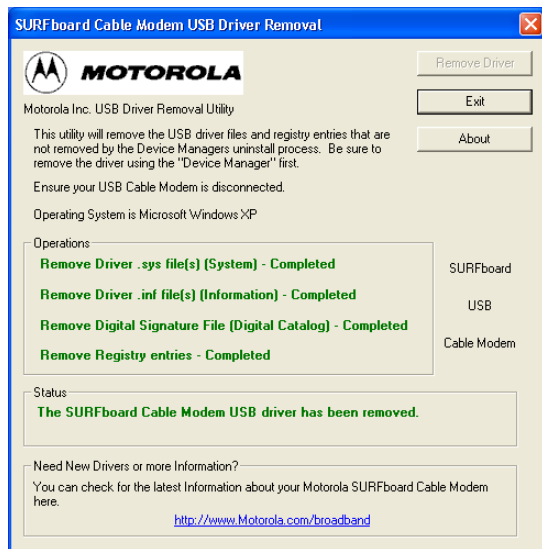 SURFboard Cable Modem USB Driver Removal
MOTOROLA
Remove Driver
Motorola Inc. USB Driver Removal Utility
Exit
This utility will remove the USB driver files and registry entries that are
not removed by the Device Managers uninstall process. Be sure to
remove the driver using the "Device Manager" first.
About
Ensure your USB Cable Modem is disconnected.
Operating System is Microsoft Windows XP
Operations
Remove Driver .sys file(s) (System) - Completed
Remove Driver .inf file(s) (Information) - Completed
Remove Digital Signature File (Digital Catalog) - Completed
Remove Registry entries - Completed
SURFboard
USB
Cable Modem
Status
The SURFboard Cable Modem USB driver has been removed.
Need New Drivers or more Information?
You can check for the latest Information about your Motorola SURFboard Cable Modem
here.
http://www.Motorola.com/broadband